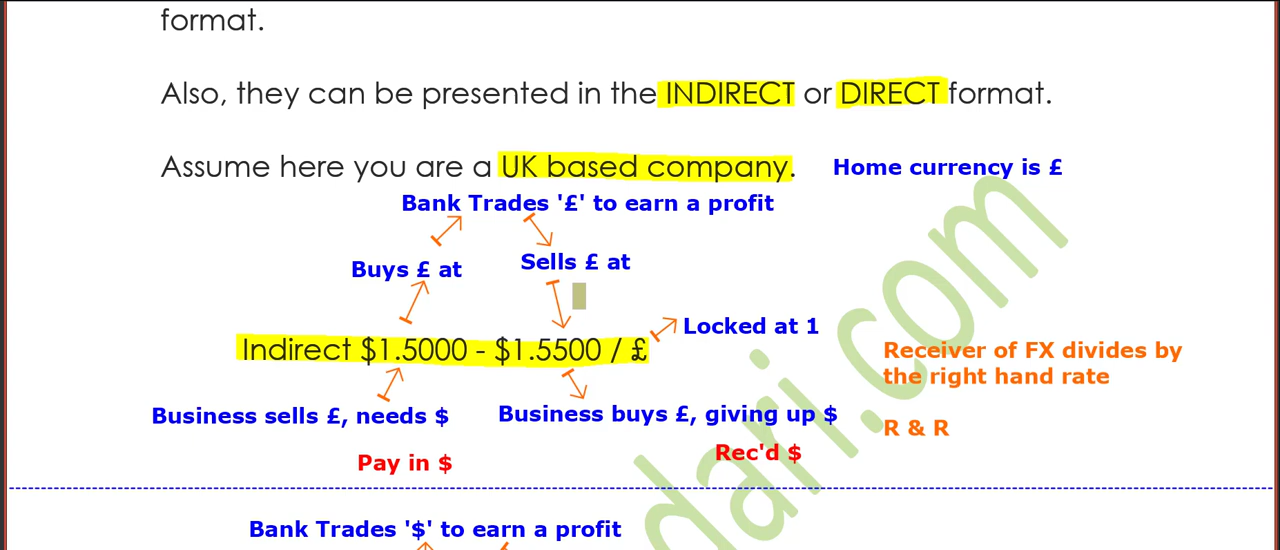 format.
Also, they can be presented in the INDIRECT or DIRECT format.
Assume here you are a UK based company. Home currency is £
Bank Trades '£' to earn a profit
Buys £ at Sells £ at
Locked at 1
Indirect $1.5000 - $1.5500 / £
Receiver of FX divides by
the right hand rate
Business sells £, needs $ Business buys £, giving up $
R & R
Pay in $ Rec'd $
Bank Trades '$' to earn a profit
dari.com